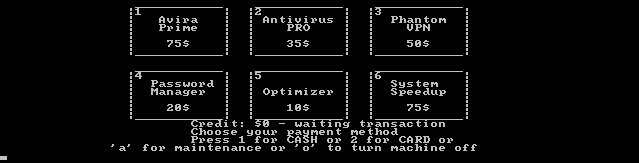 1 2 3
Avira Antivirus Phantom
Prime PRO VPN
75$ 35$ 50$
4 5 6
Password System
Manager Optimizer Speedup
20$ 10$ 75$
Credit: $0 - waiting transaction
Choose your payment method
Press 1 for CASH or 2 for CARD or
'a' for maintenance or 'o' to turn machine off